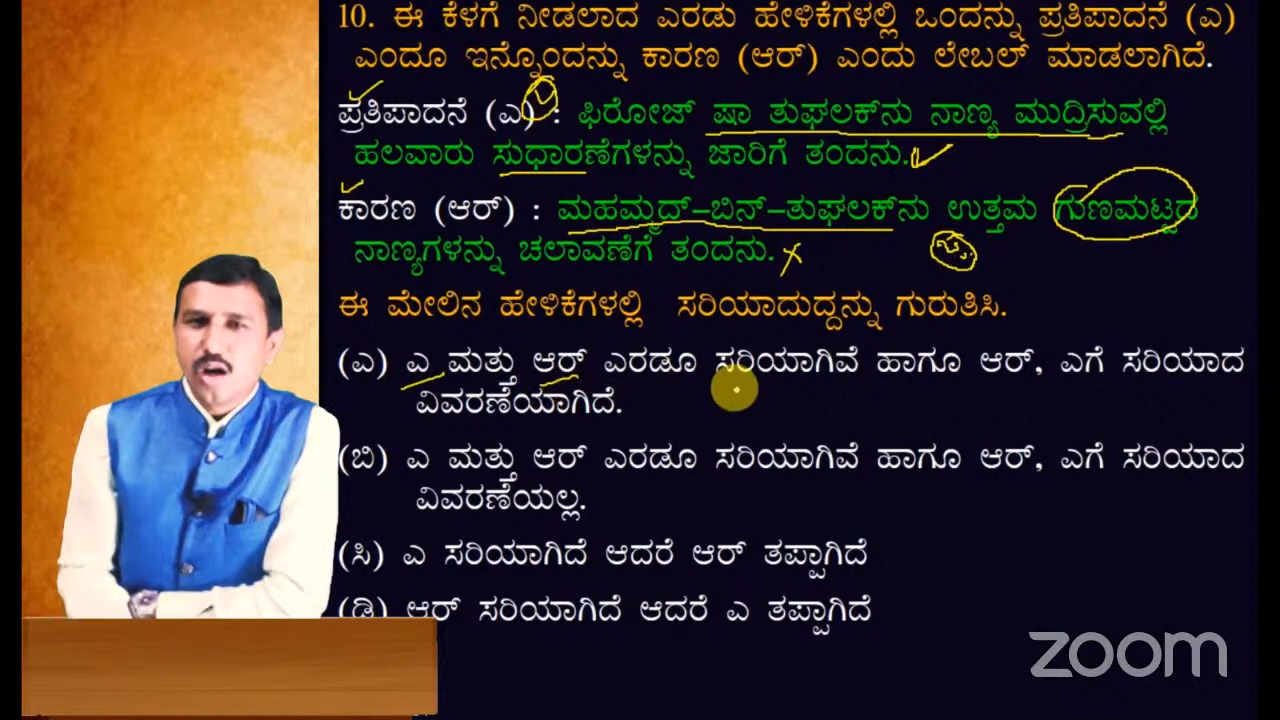 10. ಈ ಕೆಳಗೆ ನೀಡಲಾದ ಎರಡು ಹೇಳಿಕೆಗಳಲ್ಲಿ ಒಂದನ್ನು ಪ್ರತಿಪಾದನೆ (ಎ)
ಎಂದೂ ಇನ್ನೊಂದನ್ನು ಕಾರಣ (ಆರ್) ಎಂದು ಲೇಬಲ್ ಮಾಡಲಾಗಿದೆ.
ಪ್ರತಿಪಾದನೆ (ಎ) : ಫಿರೋಜ್ ಷಾ ತುಘಲಕ್‌ನು ನಾಣ್ಯ ಮುದ್ರಿಸುವಲ್ಲಿ
ಹಲವಾರು ಸುಧಾರಣೆಗಳನ್ನು ಜಾರಿಗೆ ತಂದನು.
ಕಾರಣ (ಆರ್) : ಮಹಮ್ಮದ್-ಬಿನ್-ತುಘಲಕ್‌ನು ಉತ್ತಮ ಗುಣಮಟ್ಟದ
ನಾಣ್ಯಗಳನ್ನು ಚಲಾವಣೆಗೆ ತಂದನು.
ಈ ಮೇಲಿನ ಹೇಳಿಕೆಗಳಲ್ಲಿ ಸರಿಯಾದುದ್ದನ್ನು ಗುರುತಿಸಿ.
(ಎ) ಎ ಮತ್ತು ಆರ್ ಎರಡೂ ಸರಿಯಾಗಿವೆ ಹಾಗೂ ಆರ್, ಎಗೆ ಸರಿಯಾದ
ವಿವರಣೆಯಾಗಿದೆ.
(ಬಿ) ಎ ಮತ್ತು ಆರ್ ಎರಡೂ ಸರಿಯಾಗಿವೆ ಹಾಗೂ ಆರ್, ಎಗೆ ಸರಿಯಾದ
ವಿವರಣೆಯಲ್ಲ.
(ಸಿ) ಎ ಸರಿಯಾಗಿದೆ ಆದರೆ ಆರ್ ತಪ್ಪಾಗಿದೆ
(ಡಿ) ಆರ್ ಸರಿಯಾಗಿದೆ ಆದರೆ ಎ ತಪ್ಪಾಗಿದೆ
zoom